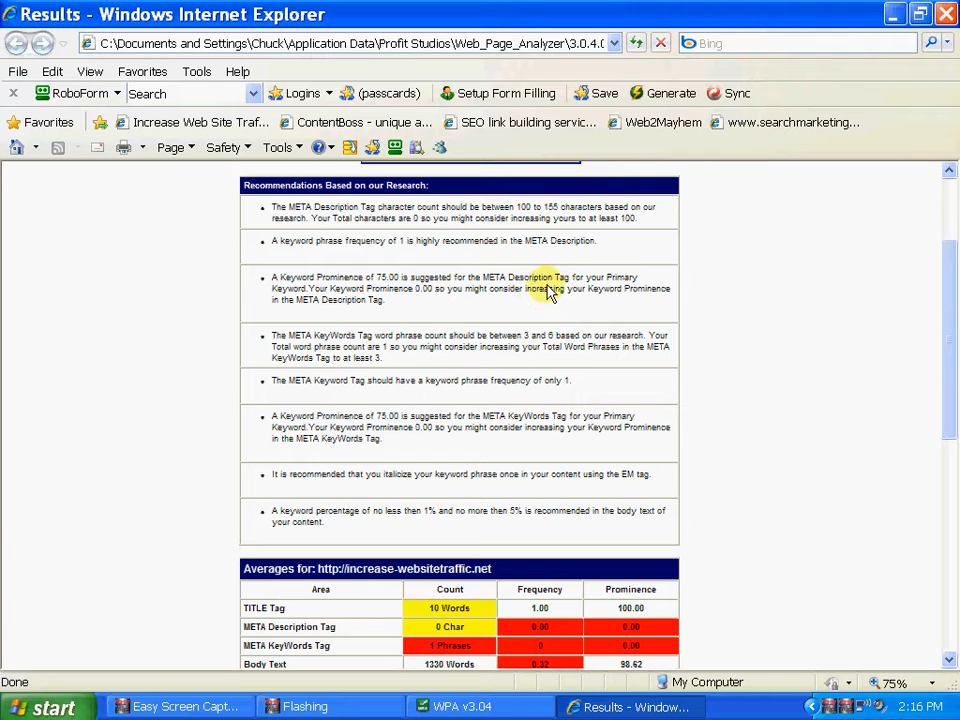 Results - Windows Internet Explorer
C:\Documents and Settings\Chuck\Application Data\Profit Studios\Web_Page_Analyzer\3.0.4.0
Bing
File Edit View Favorites Tools Help
RoboForm Search Logins (passcards) Setup Form Filling Save Generate Sync
Favorites Increase Web Site Traf... ContentBoss - unique a... SEO link building servic... Web2Mayhem www.searchmarketing...
Page Safety Tools
Recommendations Based on our Research:
The META Description Tag character count should be between 100 to 155 characters based on our
research. Your Total characters are 0 so you might consider increasing yours to at least 100.
A keyword phrase frequency of 1 is highly recommended in the META Description.
A Keyword Prominence of 75.00 is suggested for the META Description Tag for your Primary
Keyword.Your Keyword Prominence 0.00 so you might consider increasing your Keyword Prominence
in the META Description Tag.
The META KeyWords Tag word phrase count should be between 3 and 6 based on our research. Your
Total word phrase count are 1 so you might consider increasing your Total Word Phrases in the META
KeyWords Tag to at least 3.
The META Keyword Tag should have a keyword phrase frequency of only 1.
A Keyword Prominence of 75.00 is suggested for the META KeyWords Tag for your Primary
Keyword.Your Keyword Prominence 0.00 so you might consider increasing your Keyword Prominence
in the META KeyWords Tag.
It is recommended that you italicize your keyword phrase once in your content using the EM tag.
A keyword percentage of no less then 1% and no more then 5% is recommended in the body text of
your content.
Averages for: http://increase-websitetraffic.net
Area Count Frequency Prominence
TITLE Tag 10 Words 1.00 100.00
META Description Tag 0 Char 0.00 0.00
META KeyWords Tag 1 Phrases 0 0.00
Body Text 1330 Words 0.32 98.62
Done My Computer 75%
start Easy Screen Capt... Flashing WPA v3.04 Results - Window... 2:16 PM